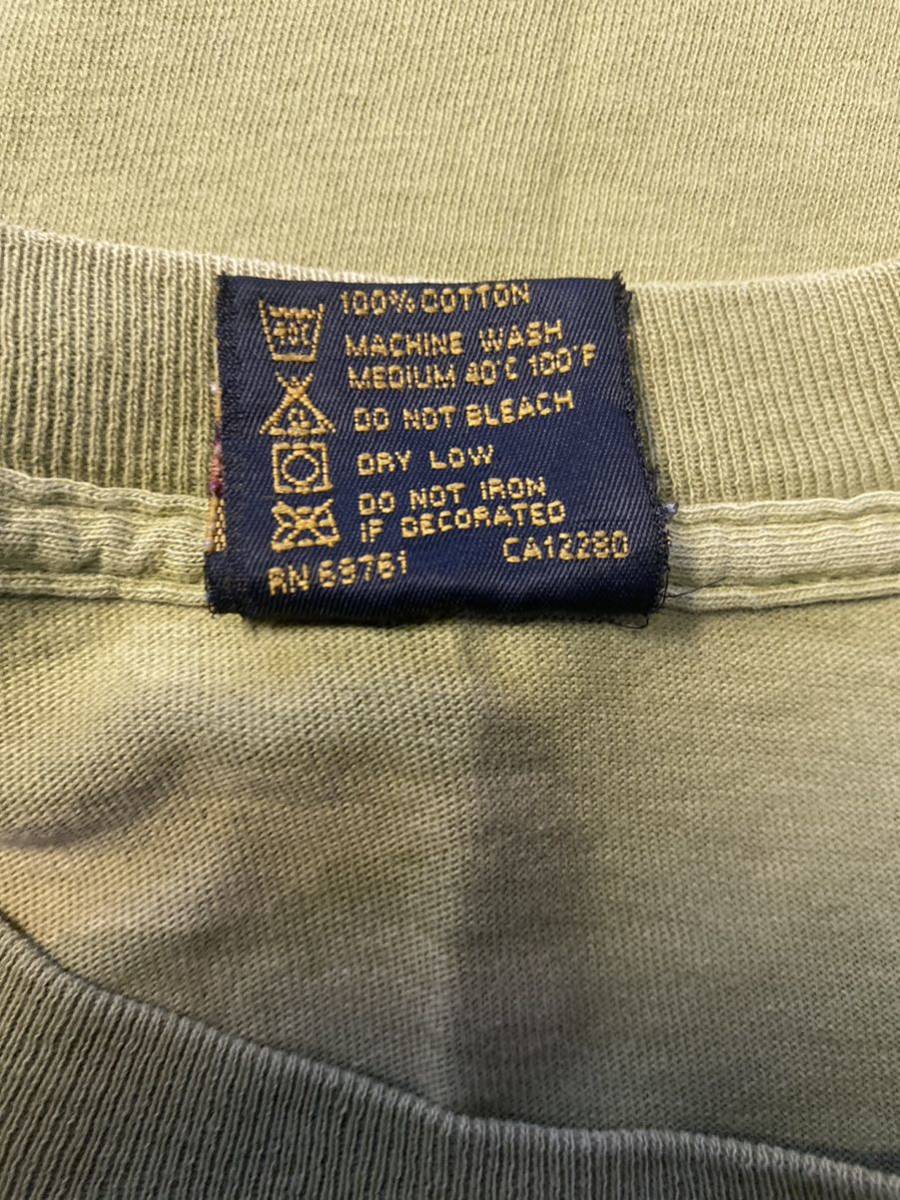 40C
100% COTTON
MACHINE WASH
MEDIUM 40°C 100°F
DO NOT BLEACH
DRY LOW
DO NOT IRON
IF DECORATED
RN 69761 CA12280